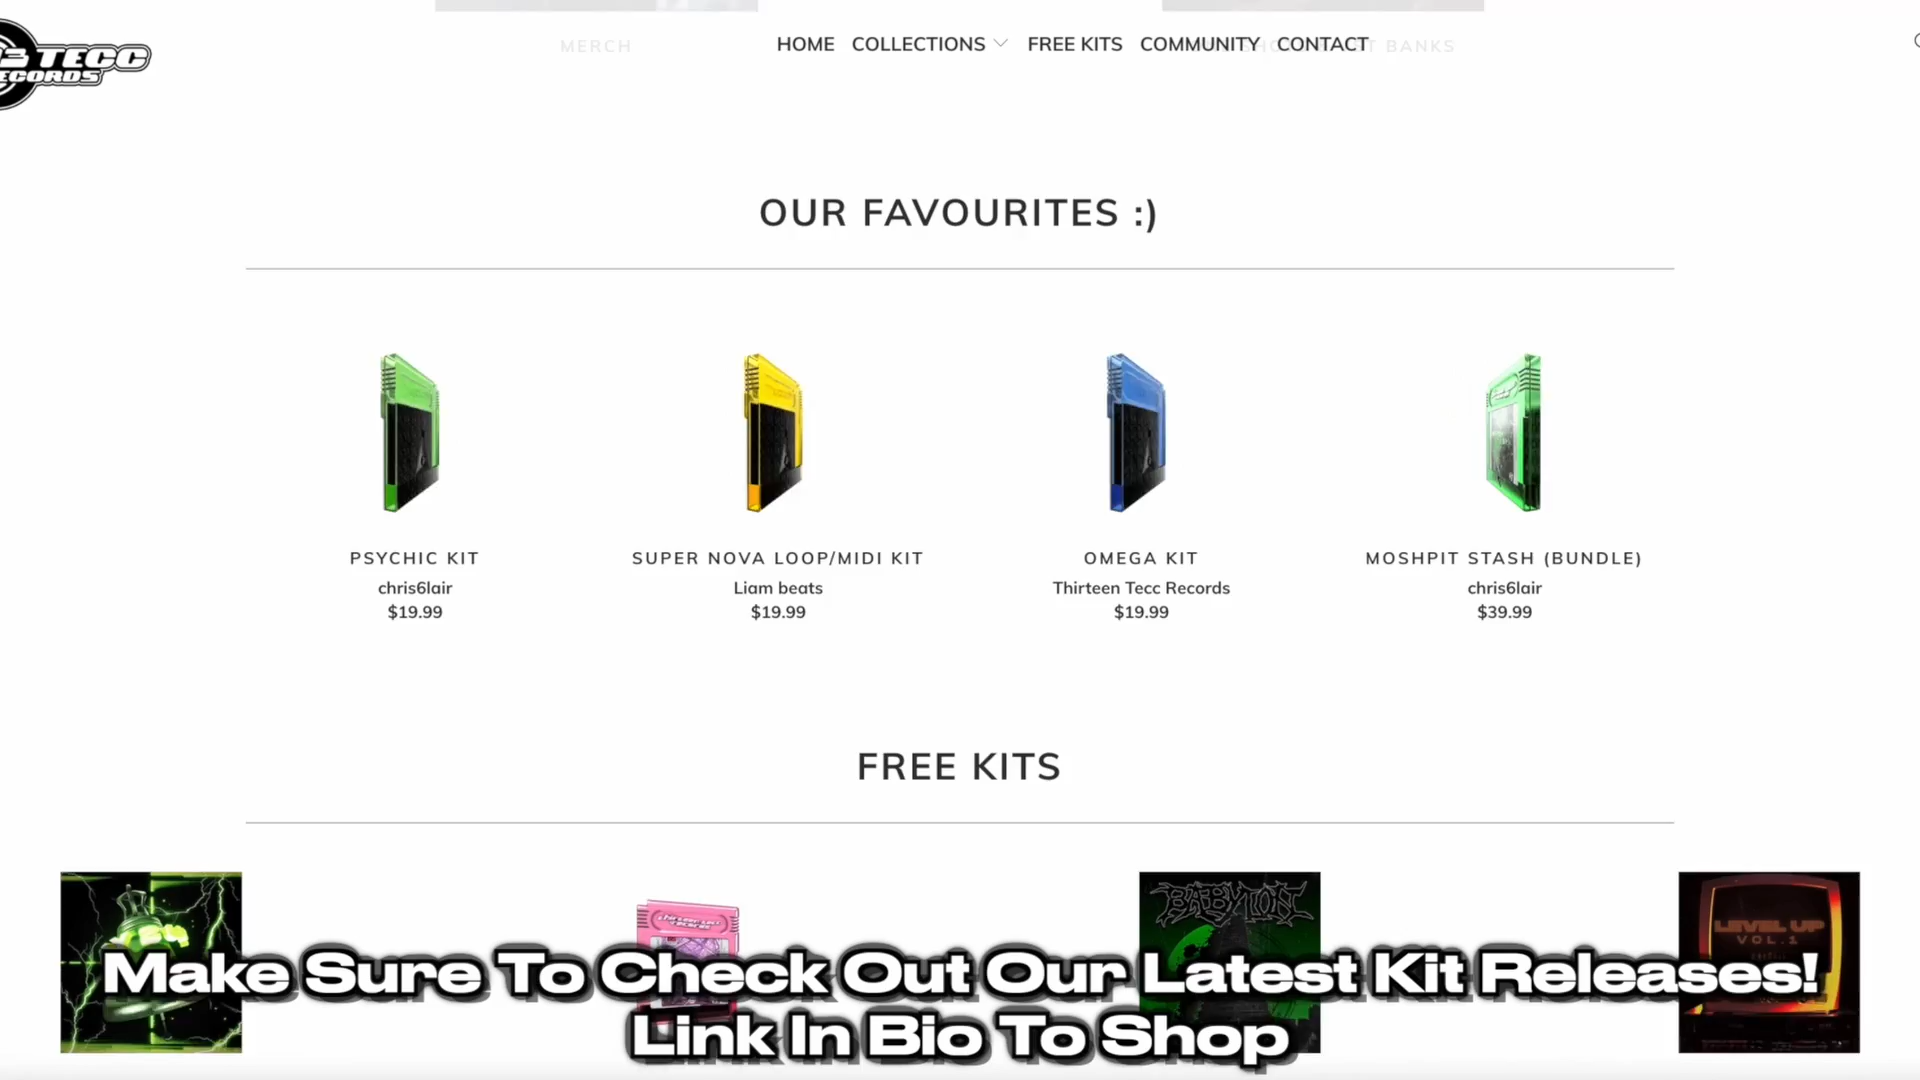 TECC
RECORDS
MERCH
HOME COLLECTIONS FREE KITS COMMUNITY CONTACT
BANKS
OUR FAVOURITES :)
PSYCHIC KIT
chris6lair
$19.99
SUPER NOVA LOOP/MIDI KIT
Liam beats
$19.99
OMEGA KIT
Thirteen Tecc Records
$19.99
MOSHPIT STASH (BUNDLE)
chris6lair
$39.99
FREE KITS
BABYLON
LEVEL UP
VOL.1
Make Sure To Check Out Our Latest Kit Releases!
Link In Bio To Shop